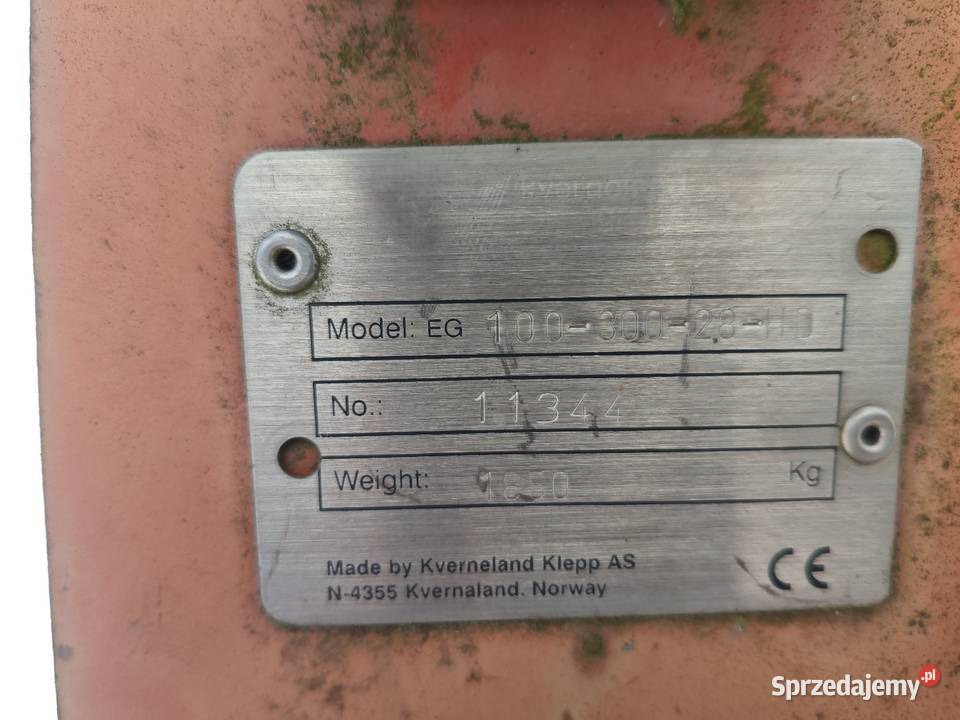 kverneland
Model: EG 100-300-28-HD
No.: 11344
Weight: Kg
Made by Kverneland Klepp AS
N-4355 Kvernaland. Norway
CE
Sprzedajemy.pl